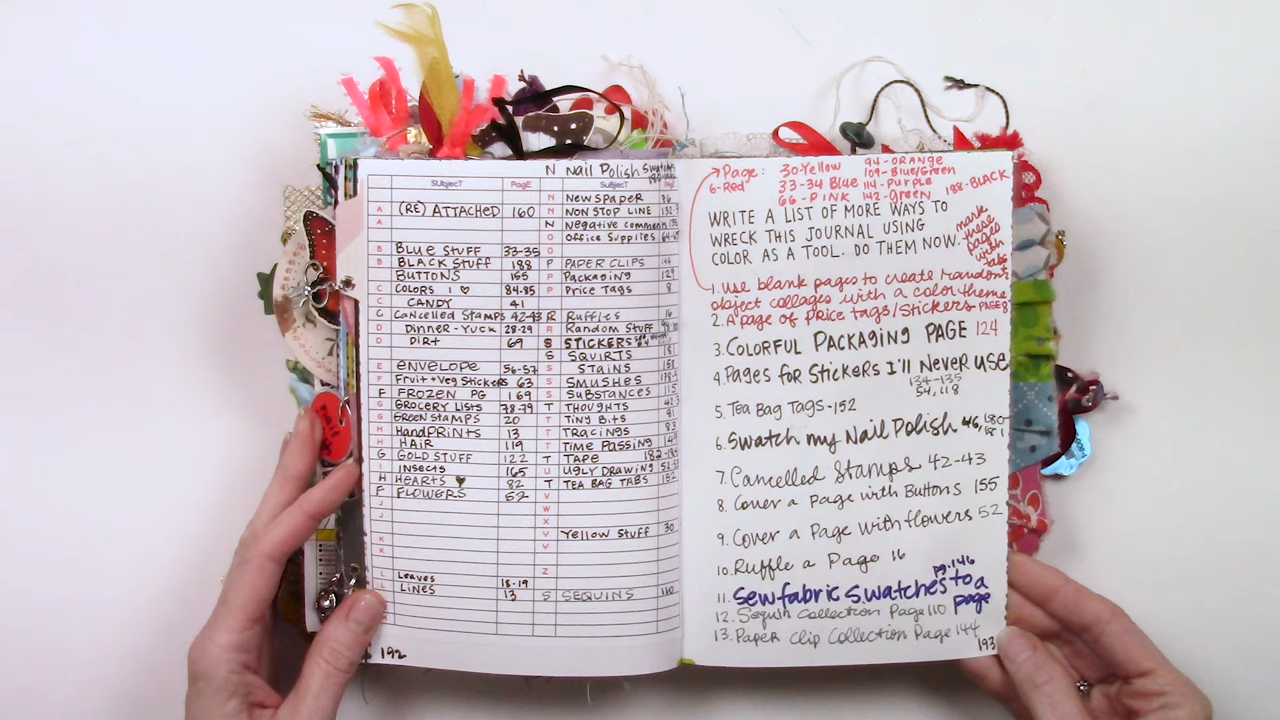 N Nail Polish Swatches
SUBJECT PAGE SUBJECT PAGE
N Newspaper 76
A (RE) ATTACHED 160 N NON STOP LINE
A N Negative comments
O Office Supplies
B Blue Stuff 33-35 O
B BLACK Stuff 188 P PAPER CLIPS 144
BUTTONS 155 P Packaging 129
C COLORS I ♡ 84-85 P Price Tags 8
C CANDY 41
C Cancelled Stamps 42-43 R Ruffles 16
D Dinner-Yuck 28-29 R Random Stuff
D Dirt 69 S STICKERS
S SQUIRTS 181
E ENVELOPE 56-57 S STAINS
F Fruit+Veg Stickers 63 S SMUSHES
F FROZEN PG 169 S SUBSTANCES 115
G GROCERY LISTS 78-79 T THOUGHTS
G GREEN STAMPS 20 T TINY BITS 91
H HandPRINTS 13 T TRACINGS 83
H HAIR 119 T TIME PASSING
G GOLD STUFF 122 T TAPE
I INSECTS 165 U UGLY DRAWING
H HEARTS ♥ 82 T TEA BAG TABS 152
F FLOWERS 52 V
J W
J X
K Y Yellow Stuff 30
K Y
L Z
L Leaves 18-19
L LINES 13 S SEQUINS 110
192
→Page: 30-Yellow 94-ORANGE
6-Red 33-34 Blue 109-Blue/Green
66-PINK 114-Purple
142-Green 188-BLACK
WRITE A LIST OF MORE WAYS TO
WRECK THIS JOURNAL USING
COLOR AS A TOOL. DO THEM NOW.
mark
these
pages
with
tabs
1. use blank pages to create random
object collages with a color theme
2. A page of Price tags/Stickers PAGE 8
3. COLORFUL PACKAGING PAGE 124
4. Pages for Stickers I'll Never use
134-135
54, 118
5. Tea Bag Tags-152
6. Swatch my Nail Polish 46, 180
181
7. Cancelled Stamps 42-43
8. Cover a Page with Buttons 155
9. Cover a Page with flowers 52
10. Ruffle a Page 16
pg. 146
11. Sew fabric swatches to a
page
12. Sequin Collection Page 110
13. Paper Clip Collection Page 144
193